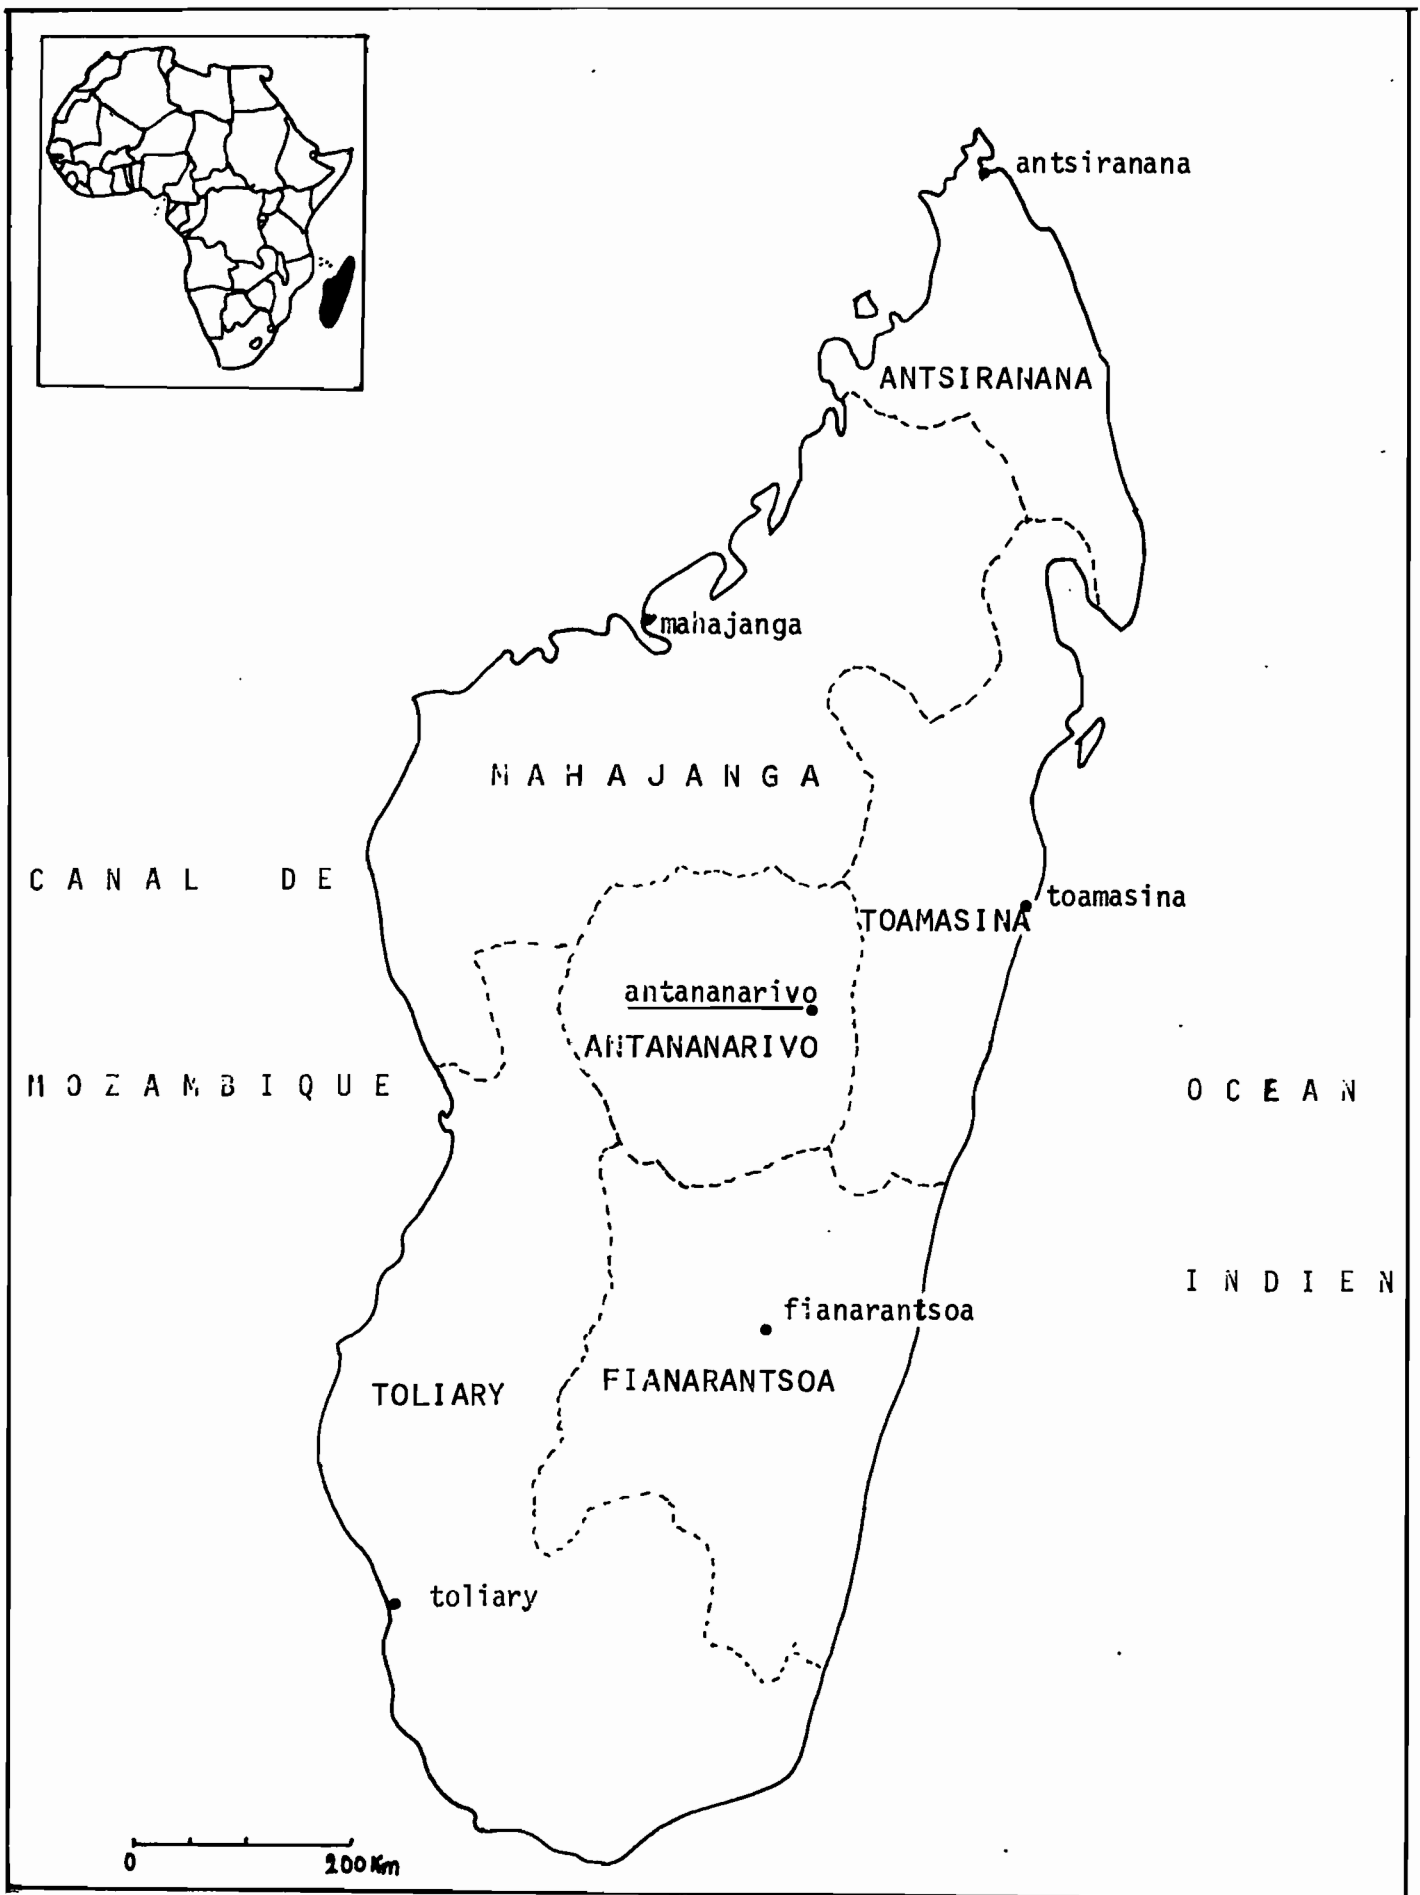 antsiranana
ANTSIRANANA
mahajanga
MAHAJANGA
CANAL DE
toamasina
TOAMASINA
antananarivo
ANTANANARIVO
MOZAMBIQUE
OCEAN
INDIEN
fianarantsoa
FIANARANTSOA
TOLIARY
toliary
0 200 Km